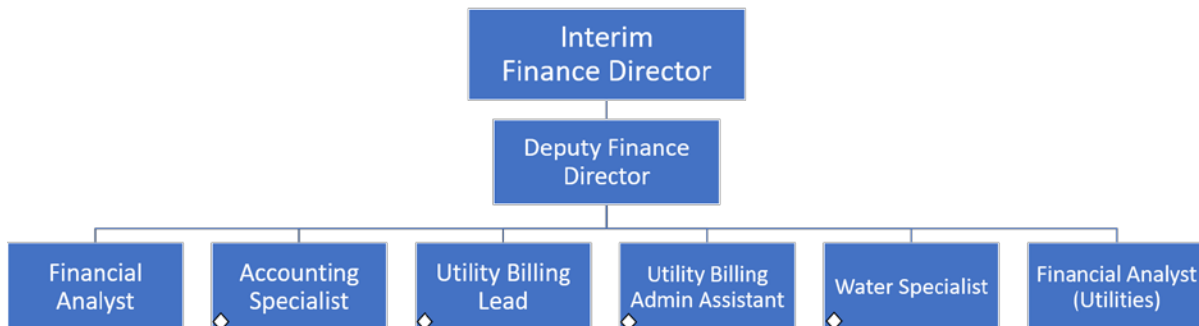 Interim
Finance Director
Deputy Finance
Director
Financial
Analyst
Accounting
Specialist
Utility Billing
Lead
Utility Billing
Admin Assistant
Water Specialist
Financial Analyst
(Utilities)